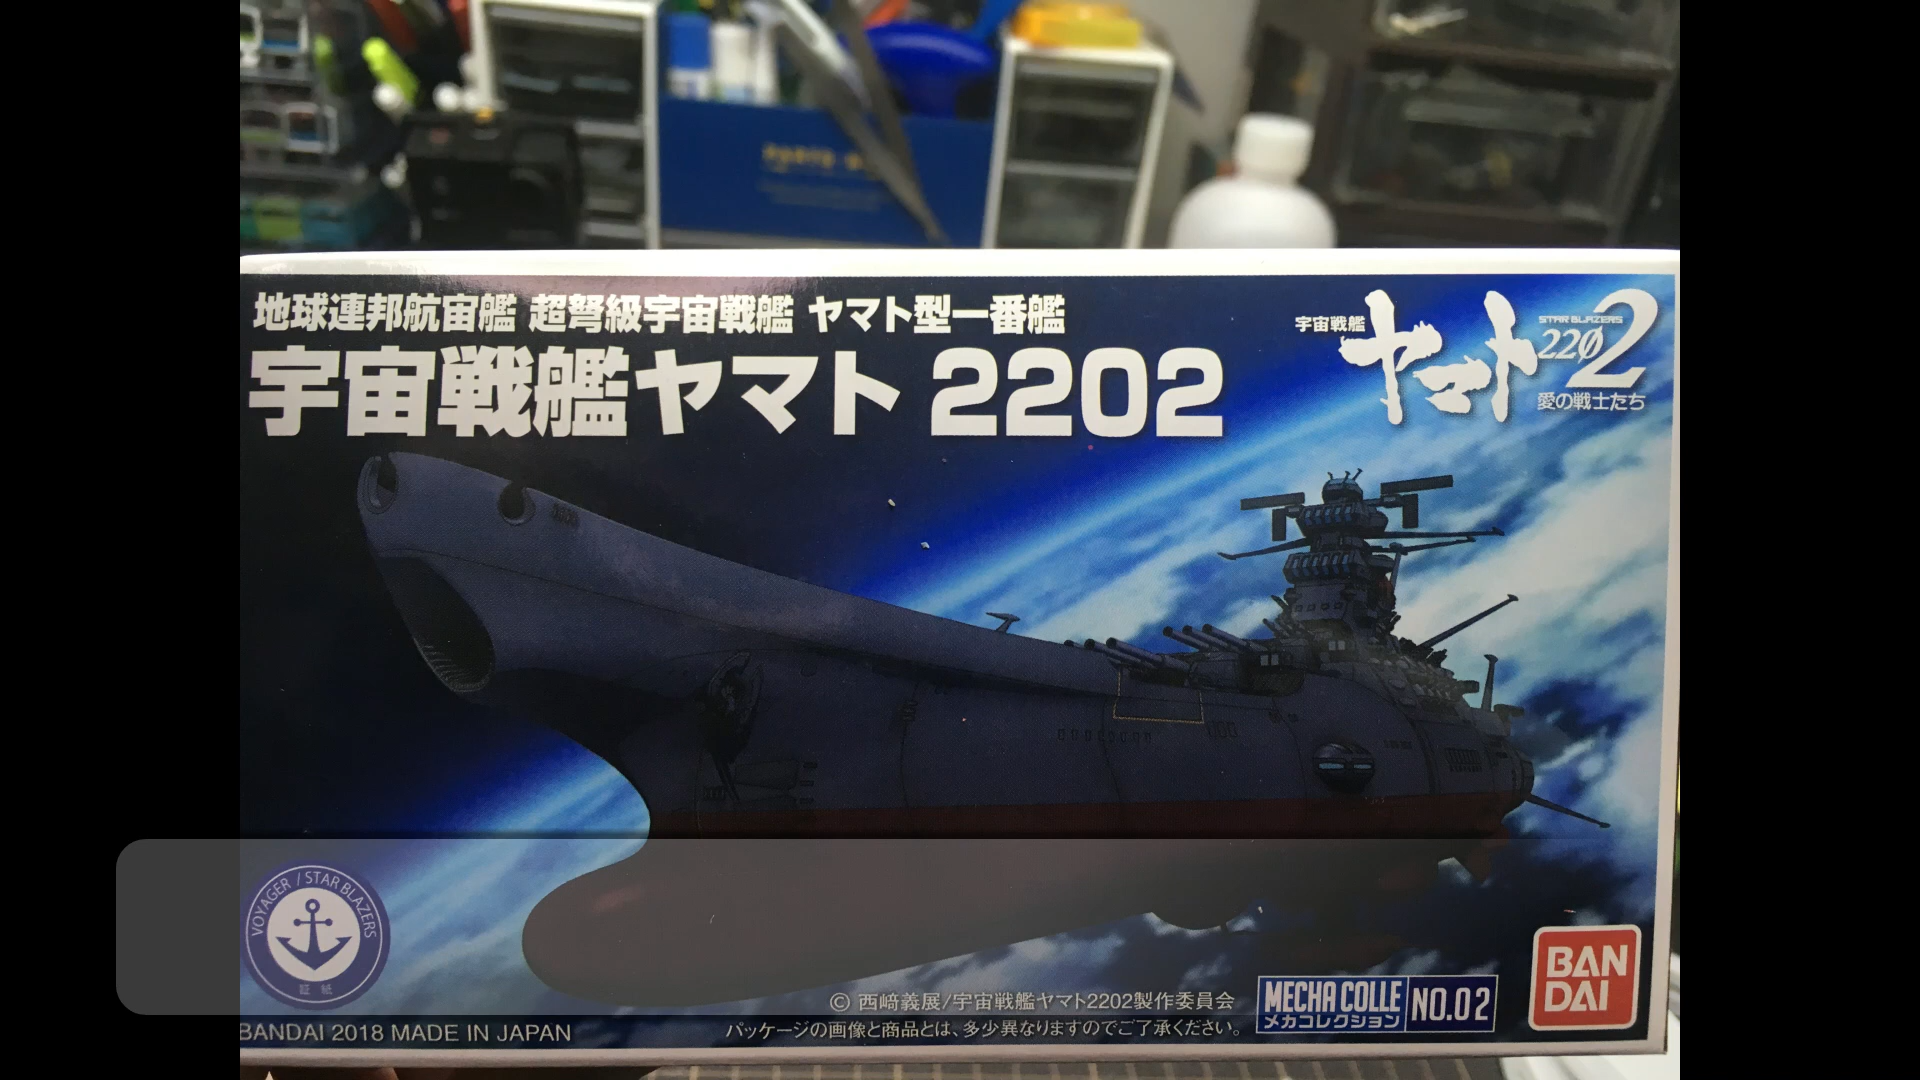 地球連邦航宙艦 超弩級宇宙戦艦 ヤマト型一番艦
宇宙戦艦ヤマト2202
宇宙戦艦
ヤマト
STAR BLAZERS
2202
愛の戦士たち
VOYAGER / STAR BLAZERS
証 紙
© 西﨑義展/宇宙戦艦ヤマト2202製作委員会
MECHA COLLE
メカコレクション
NO.02
BAN
DAI
BANDAI 2018 MADE IN JAPAN
パッケージの画像と商品とは、多少異なりますのでご了承ください。